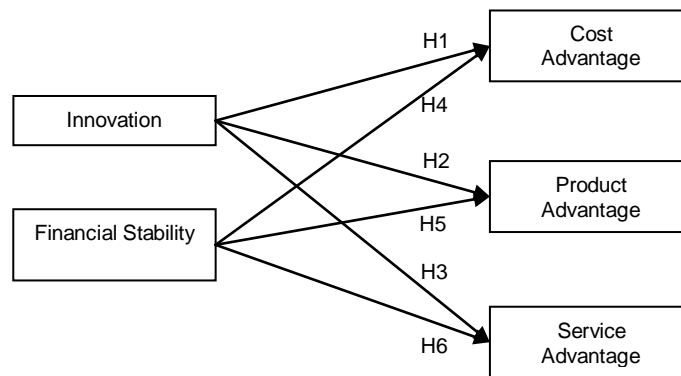 Cost
Advantage
H1
H4
Innovation
H2
Product
Advantage
Financial Stability
H5
H3
Service
Advantage
H6